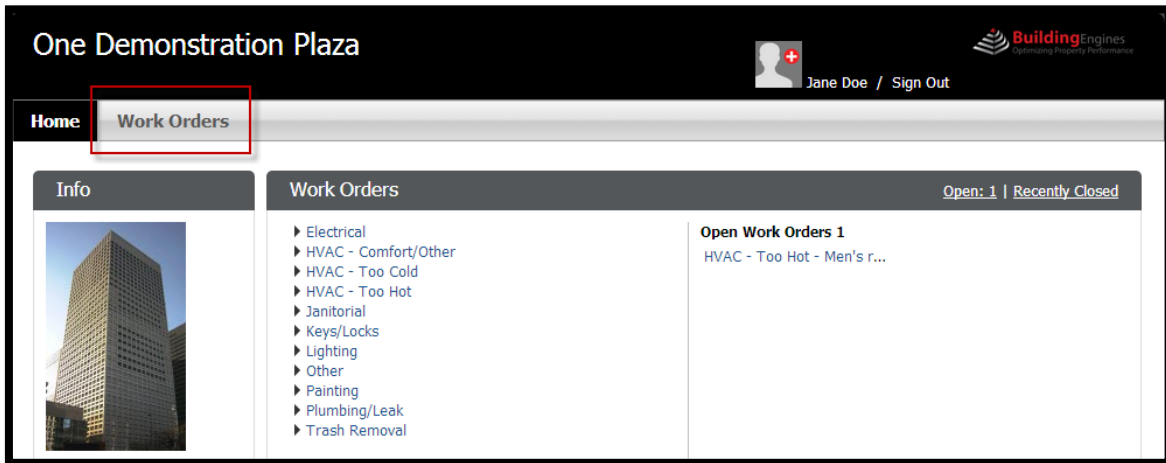 One Demonstration Plaza
BuildingEngines
Optimizing Property Performance
Jane Doe / Sign Out
Home
Work Orders
Info
Work Orders
Open: 1 | Recently Closed
Electrical
HVAC - Comfort/Other
HVAC - Too Cold
HVAC - Too Hot
Janitorial
Keys/Locks
Lighting
Other
Painting
Plumbing/Leak
Trash Removal
Open Work Orders 1
HVAC - Too Hot - Men's r...